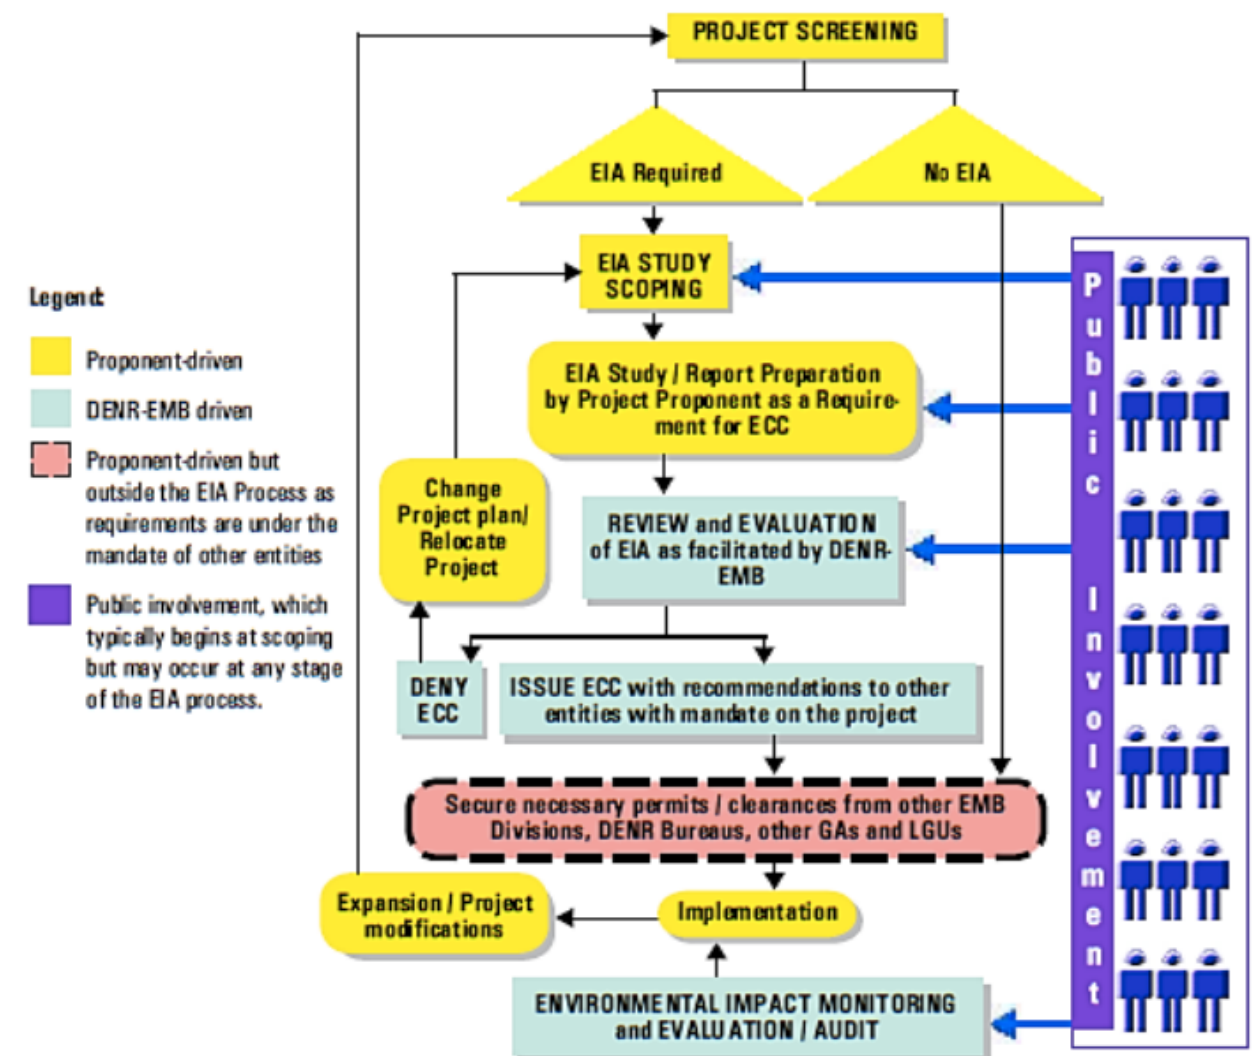 PROJECT SCREENING
EIA Required
No EIA
EIA STUDY
SCOPING
EIA Study / Report Preparation
by Project Proponent as a Require-
ment for ECC
Change
Project plan/
Relocate
Project
REVIEW and EVALUATION
of EIA as facilitated by DENR-
EMB
DENY
ECC
ISSUE ECC with recommendations to other
entities with mandate on the project
Secure necessary permits / clearances from other EMB
Divisions, DENR Bureaus, other GAs and LGUs
Expansion / Project
modifications
Implementation
ENVIRONMENTAL IMPACT MONITORING
and EVALUATION / AUDIT
Legend:
Proponent-driven
DENR-EMB driven
Proponent-driven but
outside the EIA Process as
requirements are under the
mandate of other entities
Public involvement, which
typically begins at scoping
but may occur at any stage
of the EIA process.
Public Involvement